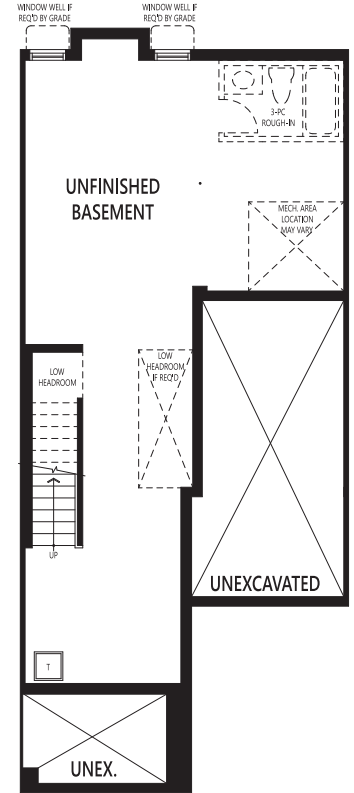 WINDOW WELL IF
REQ'D BY GRADE
WINDOW WELL IF
REQ'D BY GRADE
3-PC
ROUGH-IN
UNFINISHED
BASEMENT
MECH. AREA
LOCATION
MAY VARY
LOW
HEADROOM
LOW
HEADROOM
IF REQ'D
UP
UNEXCAVATED
T
UNEX.